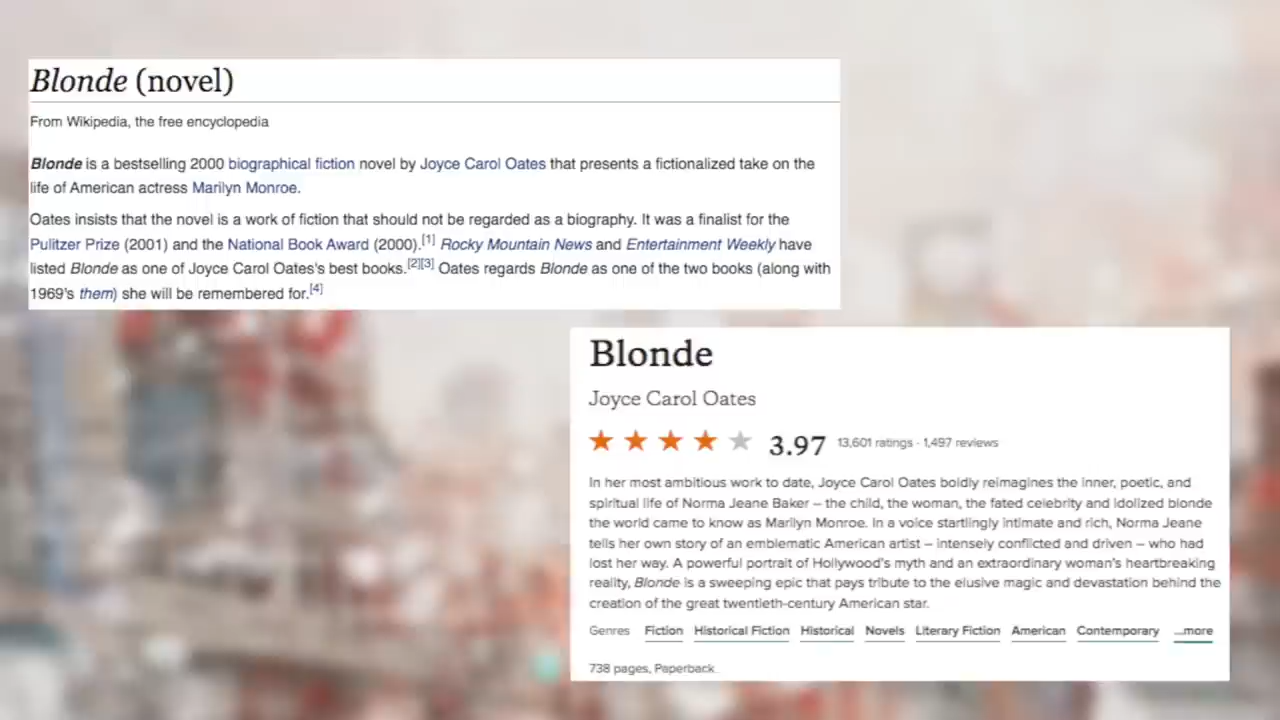 Blonde (novel)
From Wikipedia, the free encyclopedia
Blonde is a bestselling 2000 biographical fiction novel by Joyce Carol Oates that presents a fictionalized take on the
life of American actress Marilyn Monroe.
Oates insists that the novel is a work of fiction that should not be regarded as a biography. It was a finalist for the
Pulitzer Prize (2001) and the National Book Award (2000).[1] Rocky Mountain News and Entertainment Weekly have
listed Blonde as one of Joyce Carol Oates's best books.[2][3] Oates regards Blonde as one of the two books (along with
1969's them) she will be remembered for.[4]
Blonde
Joyce Carol Oates
3.97 13,601 ratings · 1,497 reviews
In her most ambitious work to date, Joyce Carol Oates boldly reimagines the inner, poetic, and
spiritual life of Norma Jeane Baker – the child, the woman, the fated celebrity and idolized blonde
the world came to know as Marilyn Monroe. In a voice startlingly intimate and rich, Norma Jeane
tells her own story of an emblematic American artist – intensely conflicted and driven – who had
lost her way. A powerful portrait of Hollywood's myth and an extraordinary woman's heartbreaking
reality, Blonde is a sweeping epic that pays tribute to the elusive magic and devastation behind the
creation of the great twentieth-century American star.
Genres Fiction Historical Fiction Historical Novels Literary Fiction American Contemporary ...more
738 pages, Paperback